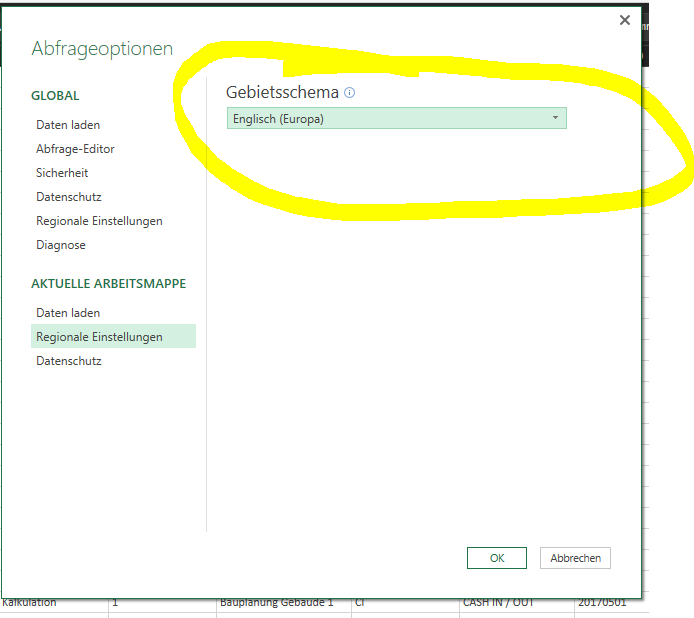 Abfrageoptionen
GLOBAL
Daten laden
Abfrage-Editor
Sicherheit
Datenschutz
Regionale Einstellungen
Diagnose
AKTUELLE ARBEITSMAPPE
Daten laden
Regionale Einstellungen
Datenschutz
Gebietsschema
Englisch (Europa)
OK Abbrechen
Kalkulation 1 Bauplanung Gebäude 1 CI CASH IN / OUT 20170501